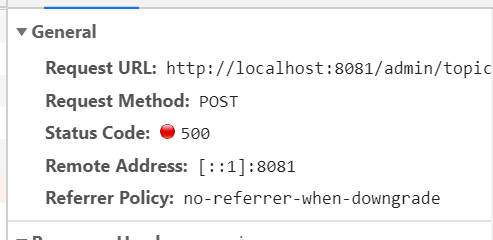 General
Request URL: http://localhost:8081/admin/topic
Request Method: POST
Status Code: 500
Remote Address: [::1]:8081
Referrer Policy: no-referrer-when-downgrade